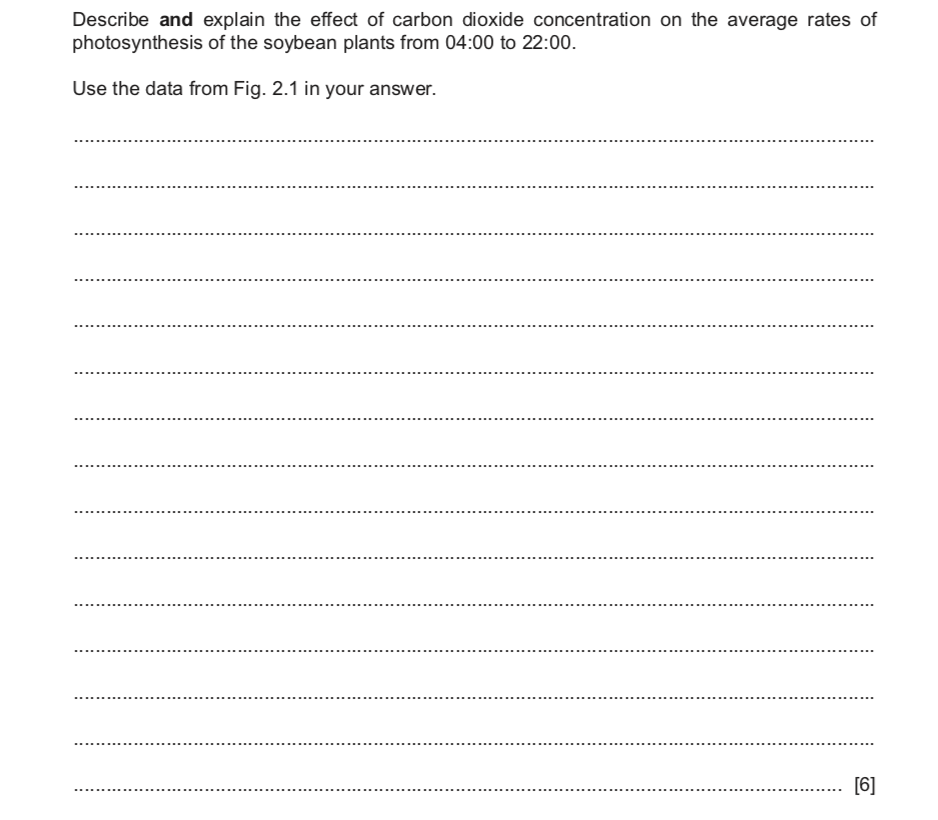 Describe and explain the effect of carbon dioxide concentration on the average rates of
photosynthesis of the soybean plants from 04:00 to 22:00.
Use the data from Fig. 2.1 in your answer.
[6]